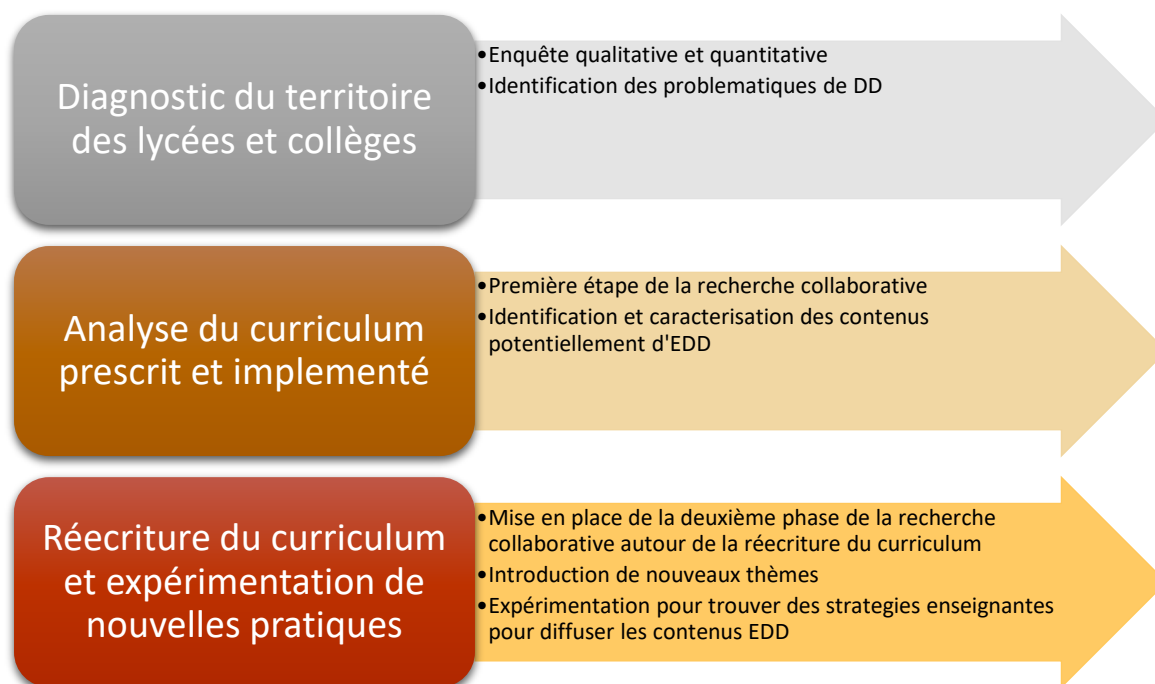 Diagnostic du territoire
des lycées et collèges
•Enquête qualitative et quantitative
•Identification des problematiques de DD
Analyse du curriculum
prescrit et implementé
•Première étape de la recherche collaborative
•Identification et caracterisation des contenus
potentiellement d'EDD
Réecriture du curriculum
et expérimentation de
nouvelles pratiques
•Mise en place de la deuxième phase de la recherche
collaborative autour de la réecriture du curriculum
•Introduction de nouveaux thèmes
•Expérimentation pour trouver des strategies enseignantes
pour diffuser les contenus EDD